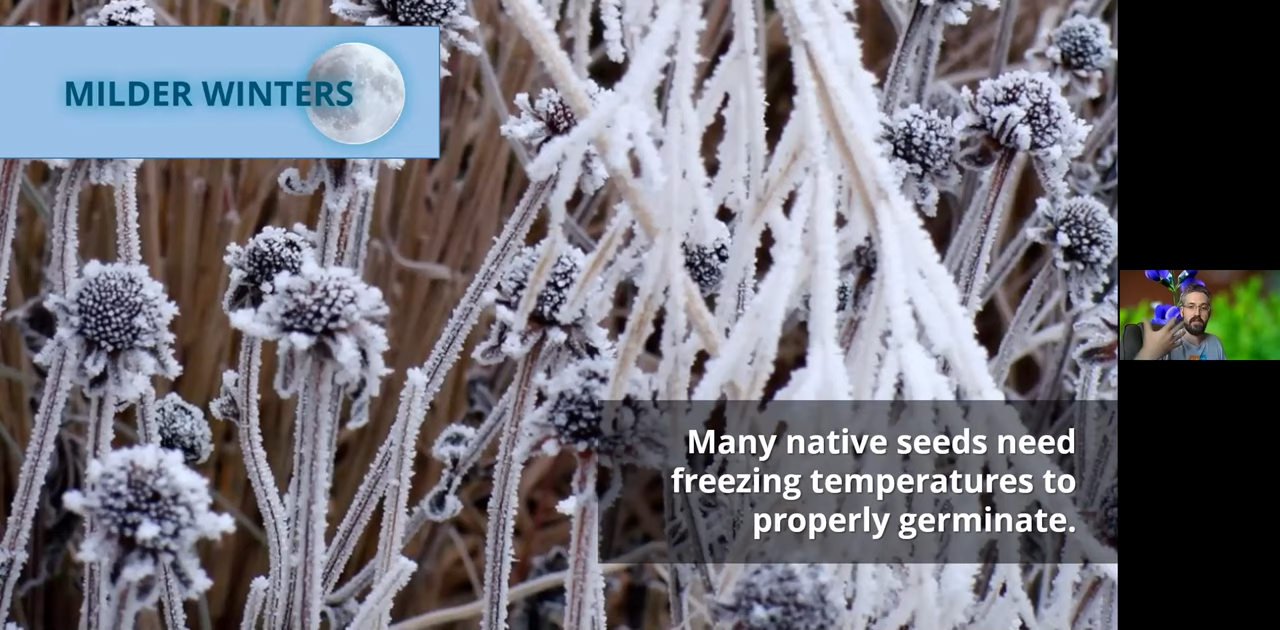 MILDER WINTERS
Many native seeds need
freezing temperatures to
properly germinate.